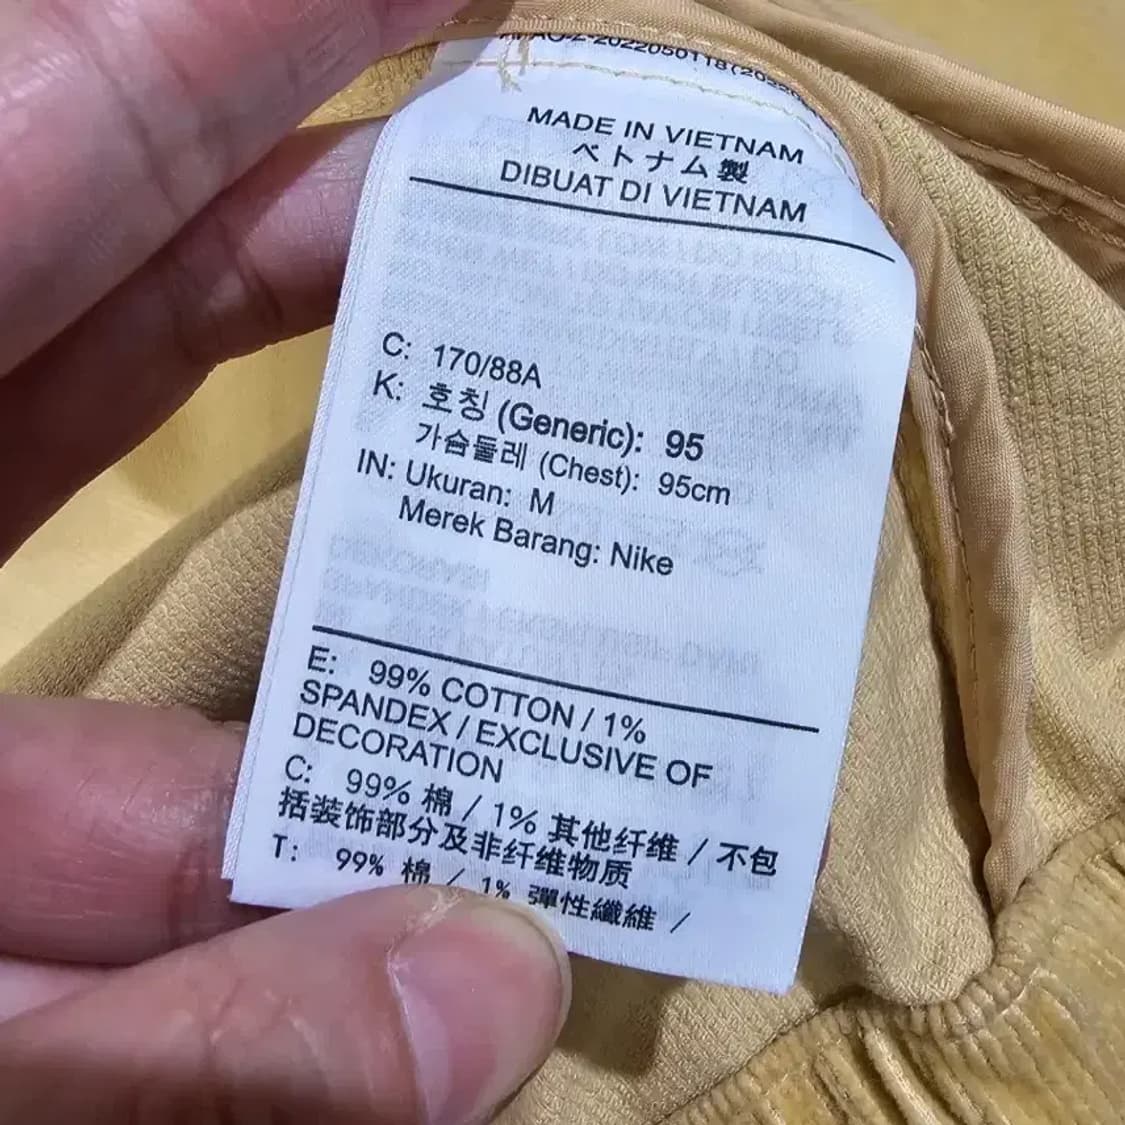 MADE IN VIETNAM
ベトナム製
DIBUAT DI VIETNAM
C: 170/88A
K: 호칭 (Generic): 95
가슴둘레 (Chest): 95cm
IN: Ukuran: M
Merek Barang: Nike
E: 99% COTTON / 1%
SPANDEX / EXCLUSIVE OF
DECORATION
C: 99% 棉 / 1% 其他纤维 / 不包
括装饰部分及非纤维物质
T: 99% 棉 / 1% 彈性纖維 /